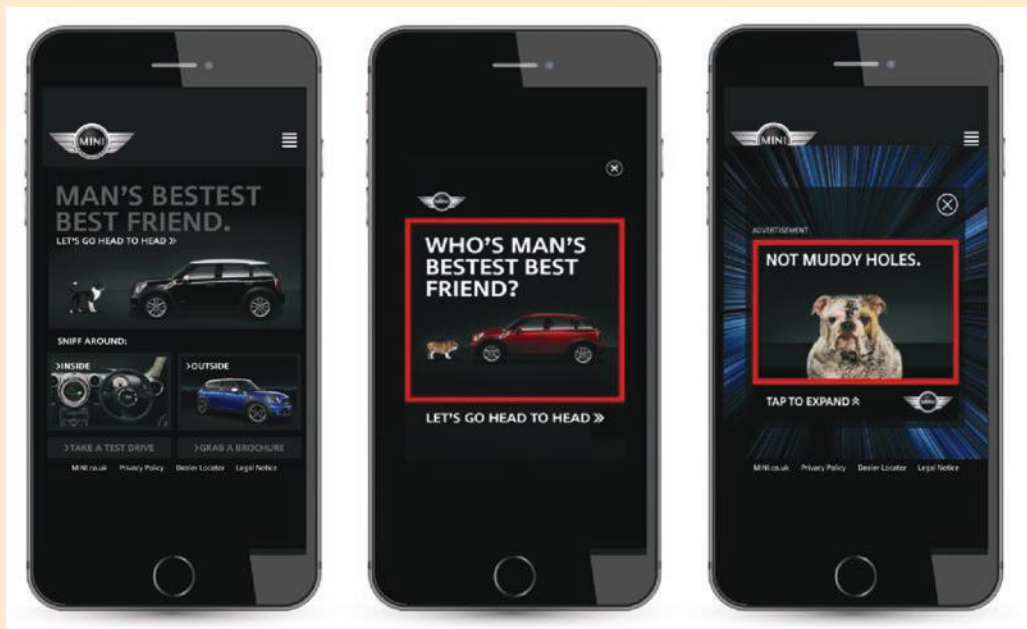 MINI
MAN'S BESTEST
BEST FRIEND.
LET'S GO HEAD TO HEAD »
SNIFF AROUND:
>INSIDE
>OUTSIDE
>TAKE A TEST DRIVE
>GRAB A BROCHURE
MINI.co.uk Privacy Policy Dealer Locator Legal Notice
MINI
WHO'S MAN'S
BESTEST BEST
FRIEND?
LET'S GO HEAD TO HEAD »
MINI
ADVERTISEMENT
NOT MUDDY HOLES.
TAP TO EXPAND
MINI
MINI.co.uk Privacy Policy Dealer Locator Legal Notice